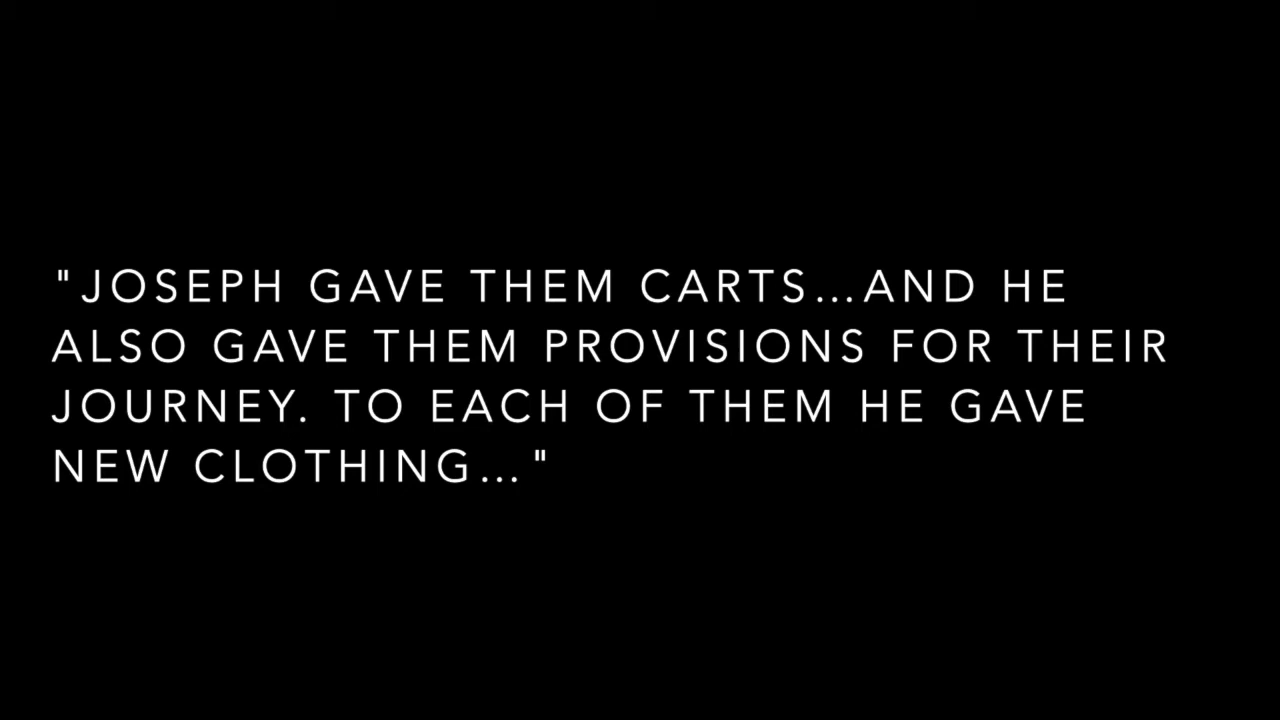 "JOSEPH GAVE THEM CARTS...AND HE
ALSO GAVE THEM PROVISIONS FOR THEIR
JOURNEY. TO EACH OF THEM HE GAVE
NEW CLOTHING..."